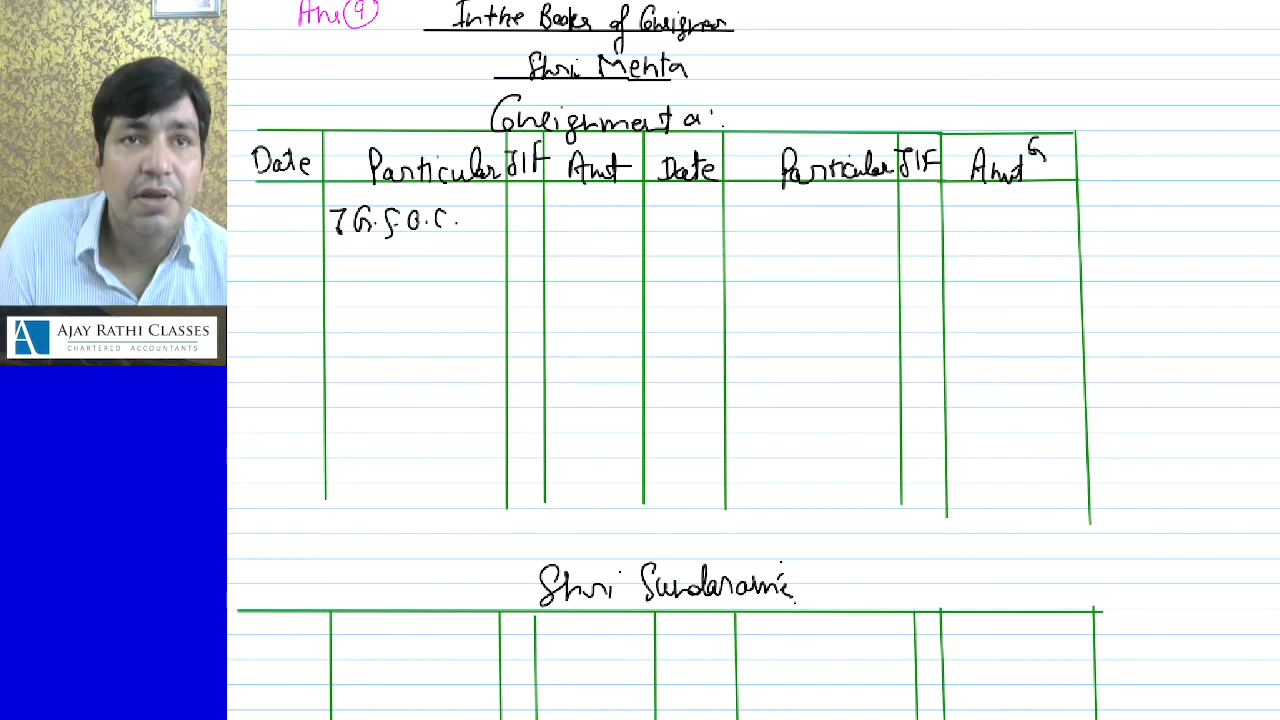 Ans (9)
In the Books of Consignor
Shri Mehta
Consignment a/c
Date Particular J/F Amt Date Particular J/F Amt
T G.S.O.C.
AJAY RATHI CLASSES
CHARTERED ACCOUNTANTS
Shri Sundaram's